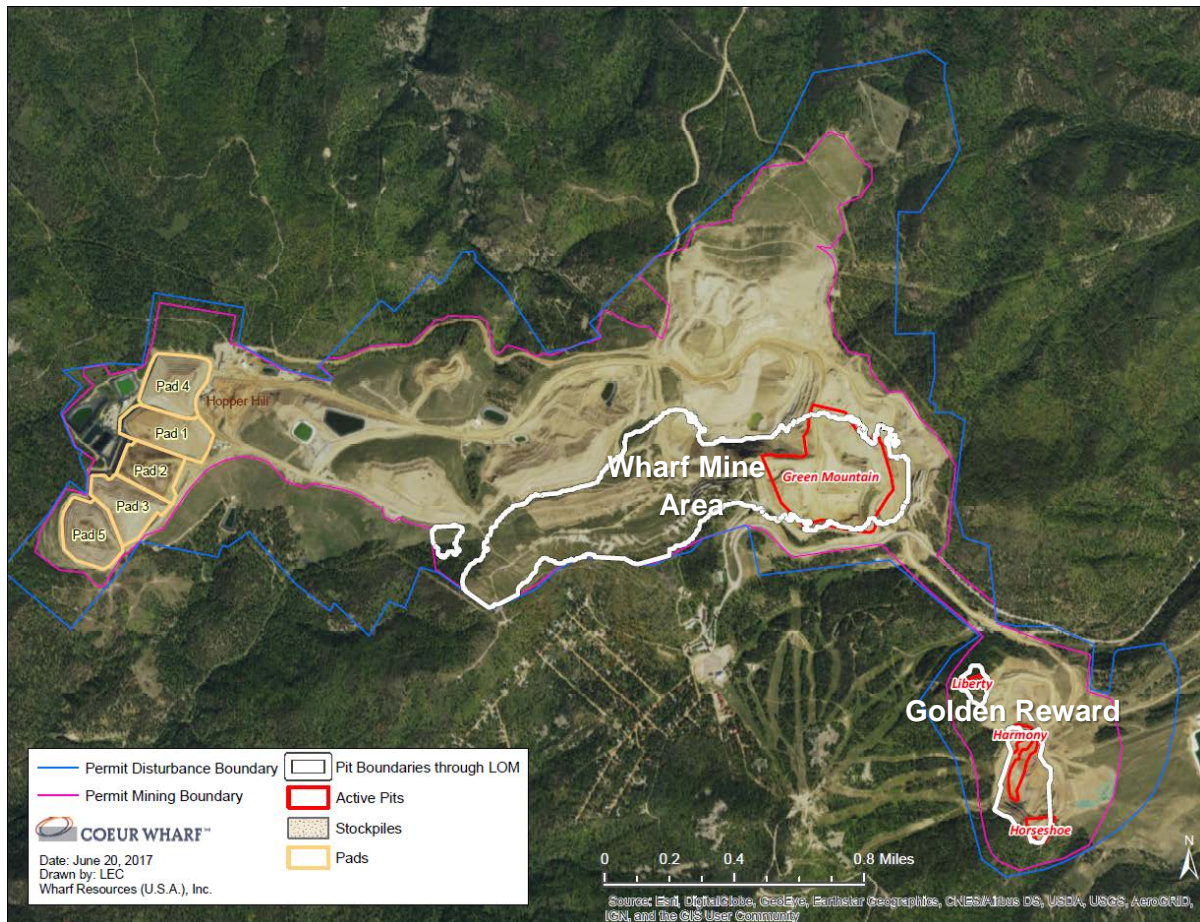 Pad 4
Hopper Hill
Pad 1
Pad 2
Pad 3
Pad 5
Wharf Mine
Area
Green Mountain
Liberty
Golden Reward
Harmony
Horseshoe
Permit Disturbance Boundary
Permit Mining Boundary
Pit Boundaries through LOM
Active Pits
Stockpiles
Pads
COEUR WHARF™
Date: June 20, 2017
Drawn by: LEC
Wharf Resources (U.S.A.), Inc.
0 0.2 0.4 0.8 Miles
N
Source: Esri, DigitalGlobe, GeoEye, Earthstar Geographics, CNES/Airbus DS, USDA, USGS, AeroGRID,
IGN, and the GIS User Community